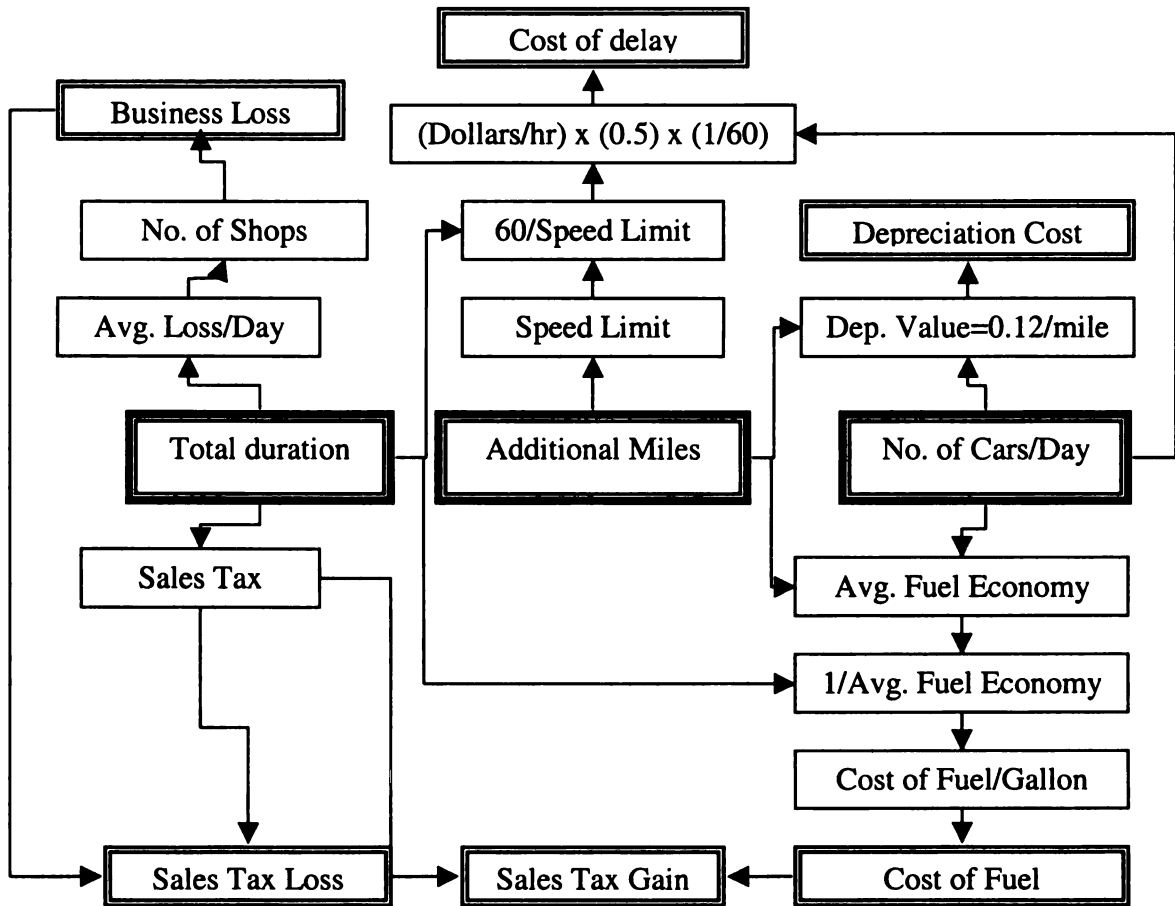 Cost of delay
Business Loss
(Dollars/hr) x (0.5) x (1/60)
No. of Shops
60/Speed Limit
Depreciation Cost
Avg. Loss/Day
Speed Limit
Dep. Value=0.12/mile
Total duration
Additional Miles
No. of Cars/Day
Sales Tax
Avg. Fuel Economy
1/Avg. Fuel Economy
Cost of Fuel/Gallon
Sales Tax Loss
Sales Tax Gain
Cost of Fuel